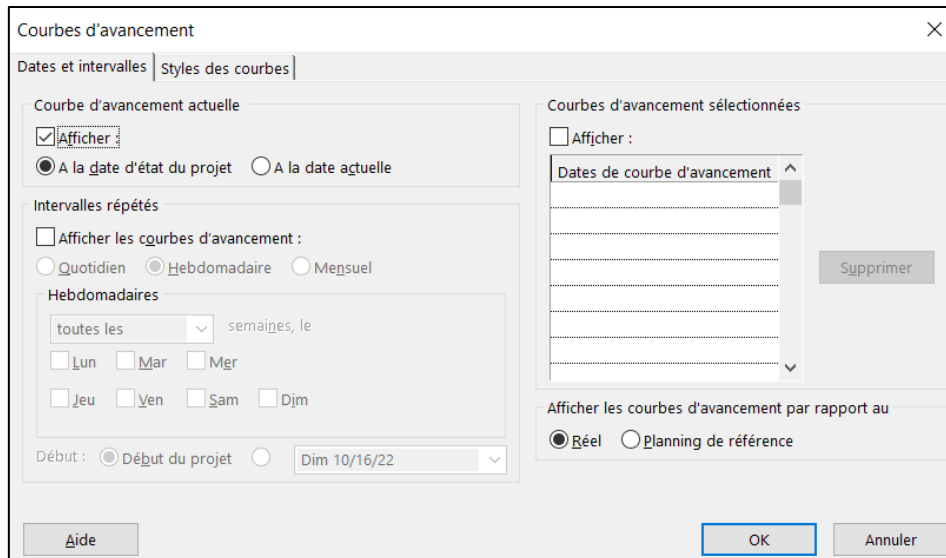 Courbes d'avancement
Dates et intervalles
Styles des courbes
Courbe d'avancement actuelle
Afficher :
A la date d'état du projet
A la date actuelle
Intervalles répétés
Afficher les courbes d'avancement :
Quotidien
Hebdomadaire
Mensuel
Hebdomadaires
toutes les
semaines, le
Lun
Mar
Mer
Jeu
Ven
Sam
Dim
Début :
Début du projet
Dim 10/16/22
Courbes d'avancement sélectionnées
Afficher :
Dates de courbe d'avancement
Supprimer
Afficher les courbes d'avancement par rapport au
Réel
Planning de référence
Aide
OK
Annuler